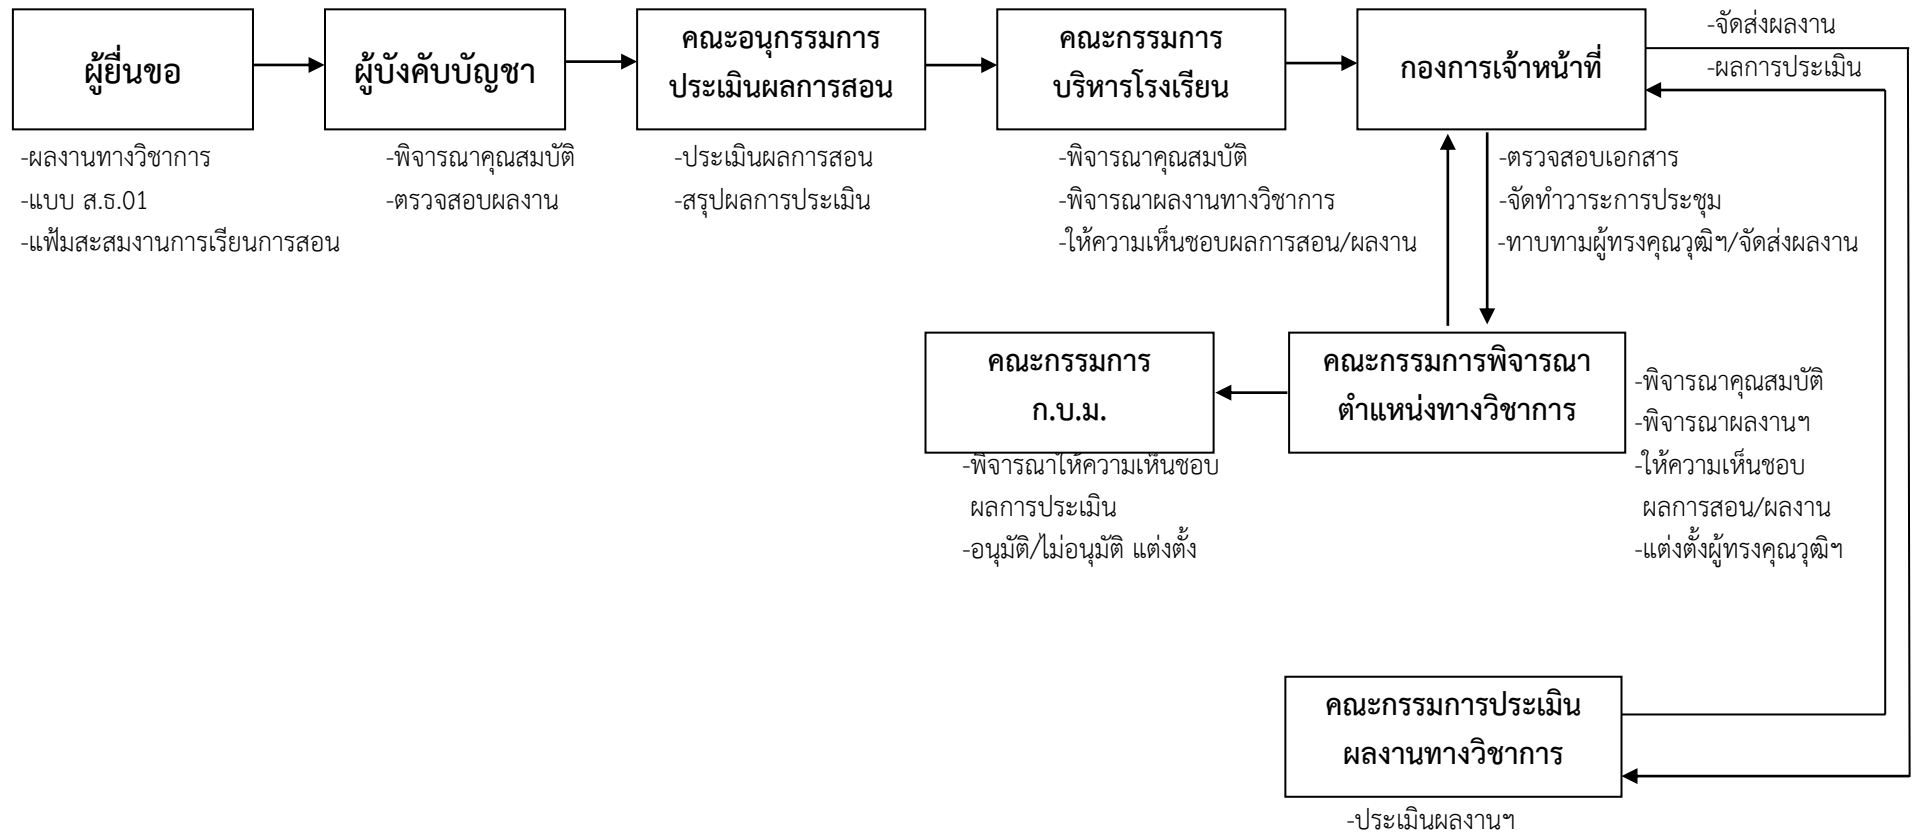 ผู้ยื่นขอ
-ผลงานทางวิชาการ
-แบบ ส.ธ.01
-แฟ้มสะสมงานการเรียนการสอน
ผู้บังคับบัญชา
-พิจารณาคุณสมบัติ
-ตรวจสอบผลงาน
คณะอนุกรรมการ
ประเมินผลการสอน
-ประเมินผลการสอน
-สรุปผลการประเมิน
คณะกรรมการ
บริหารโรงเรียน
-พิจารณาคุณสมบัติ
-พิจารณาผลงานทางวิชาการ
-ให้ความเห็นชอบผลการสอน/ผลงาน
กองการเจ้าหน้าที่
-จัดส่งผลงาน
-ผลการประเมิน
-ตรวจสอบเอกสาร
-จัดทำวาระการประชุม
-ทาบทามผู้ทรงคุณวุฒิฯ/จัดส่งผลงาน
คณะกรรมการ
ก.บ.ม.
-พิจารณาให้ความเห็นชอบ
ผลการประเมิน
-อนุมัติ/ไม่อนุมัติ แต่งตั้ง
คณะกรรมการพิจารณา
ตำแหน่งทางวิชาการ
-พิจารณาคุณสมบัติ
-พิจารณาผลงานฯ
-ให้ความเห็นชอบ
ผลการสอน/ผลงาน
-แต่งตั้งผู้ทรงคุณวุฒิฯ
คณะกรรมการประเมิน
ผลงานทางวิชาการ
-ประเมินผลงานฯ